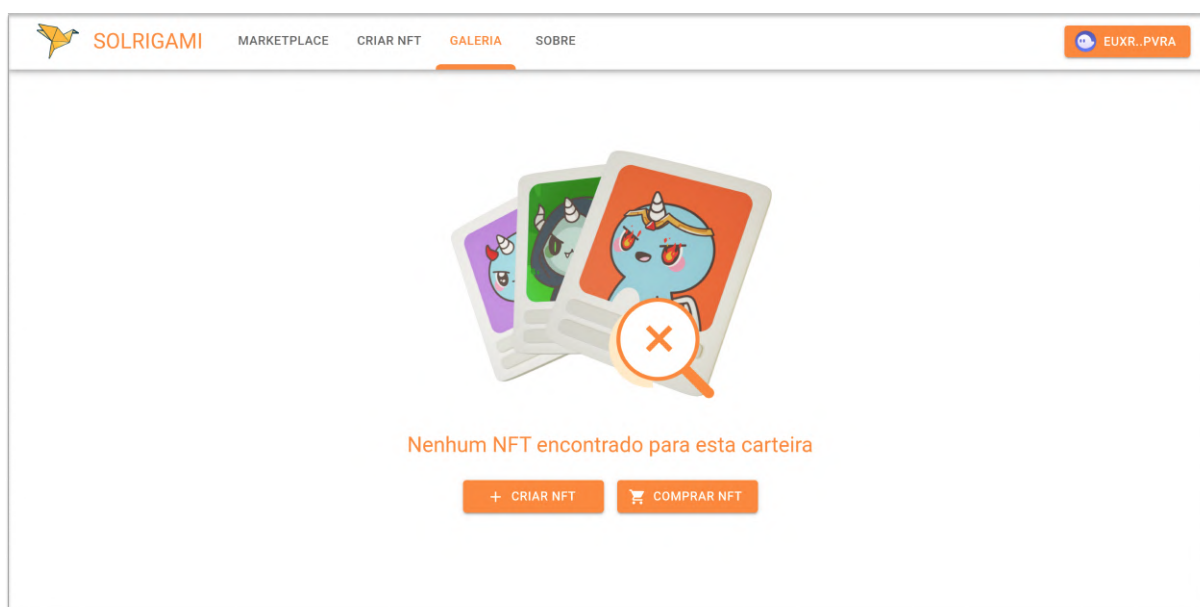 SOLRIGAMI MARKETPLACE CRIAR NFT GALERIA SOBRE EUXR..PVRA
Nenhum NFT encontrado para esta carteira
+ CRIAR NFT COMPRAR NFT